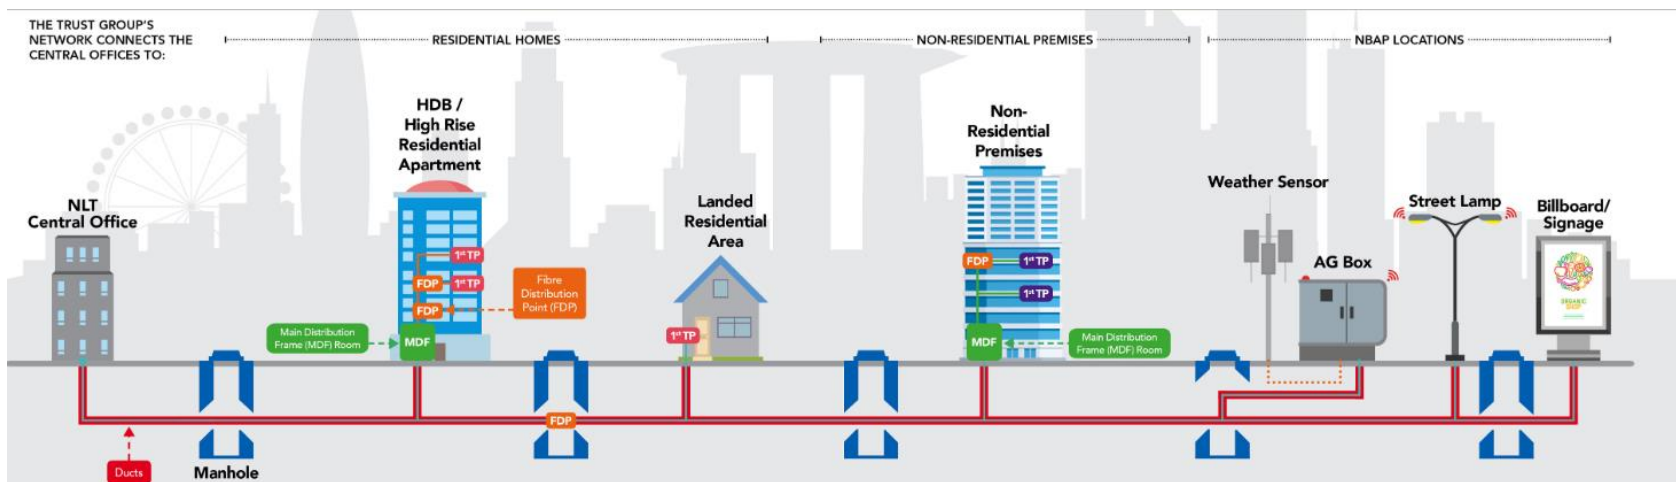 THE TRUST GROUP'S
NETWORK CONNECTS THE
CENTRAL OFFICES TO:
RESIDENTIAL HOMES
NON-RESIDENTIAL PREMISES
NBAP LOCATIONS
NLT
Central Office
HDB /
High Rise
Residential
Apartment
1st TP
FDP
1st TP
FDP
MDF
Fibre
Distribution
Point (FDP)
Main Distribution
Frame (MDF) Room
Landed
Residential
Area
1st TP
Non-
Residential
Premises
FDP
1st TP
1st TP
MDF
Main Distribution
Frame (MDF) Room
Weather Sensor
AG Box
Street Lamp
Billboard/
Signage
ORGANIC
SHOP
FDP
Ducts
Manhole